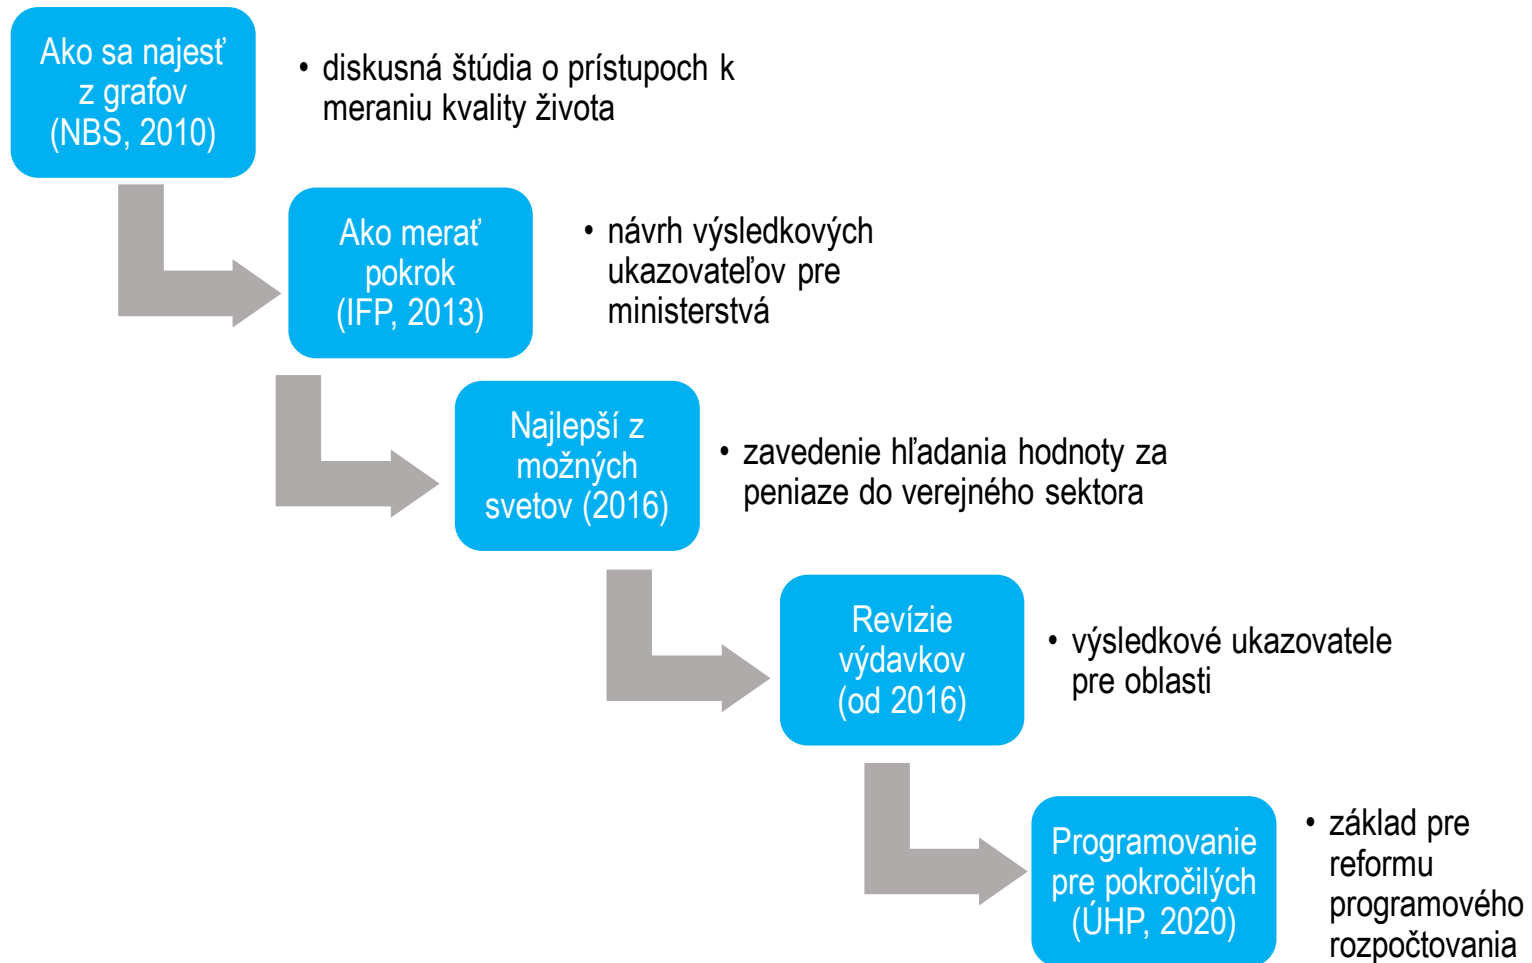 Ako sa najesť
z grafov
(NBS, 2010)
• diskusná štúdia o prístupoch k
meraniu kvality života
Ako merať
pokrok
(IFP, 2013)
• návrh výsledkových
ukazovateľov pre
ministerstvá
Najlepší z
možných
svetov (2016)
• zavedenie hľadania hodnoty za
peniaze do verejného sektora
Revízie
výdavkov
(od 2016)
• výsledkové ukazovatele
pre oblasti
Programovanie
pre pokročilých
(ÚHP, 2020)
• základ pre
reformu
programového
rozpočtovania